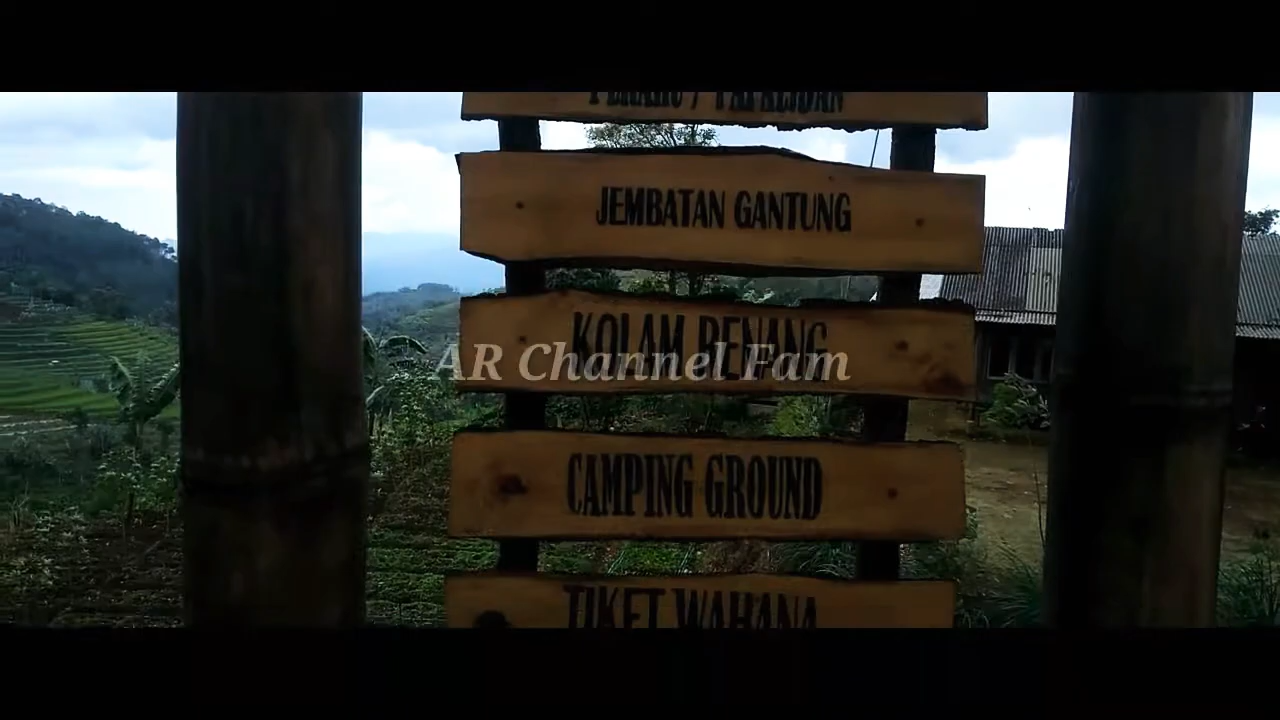 JEMBATAN GANTUNG
KOLAM RENANG
AR Channel Fam
CAMPING GROUND
TIKET WAHANA